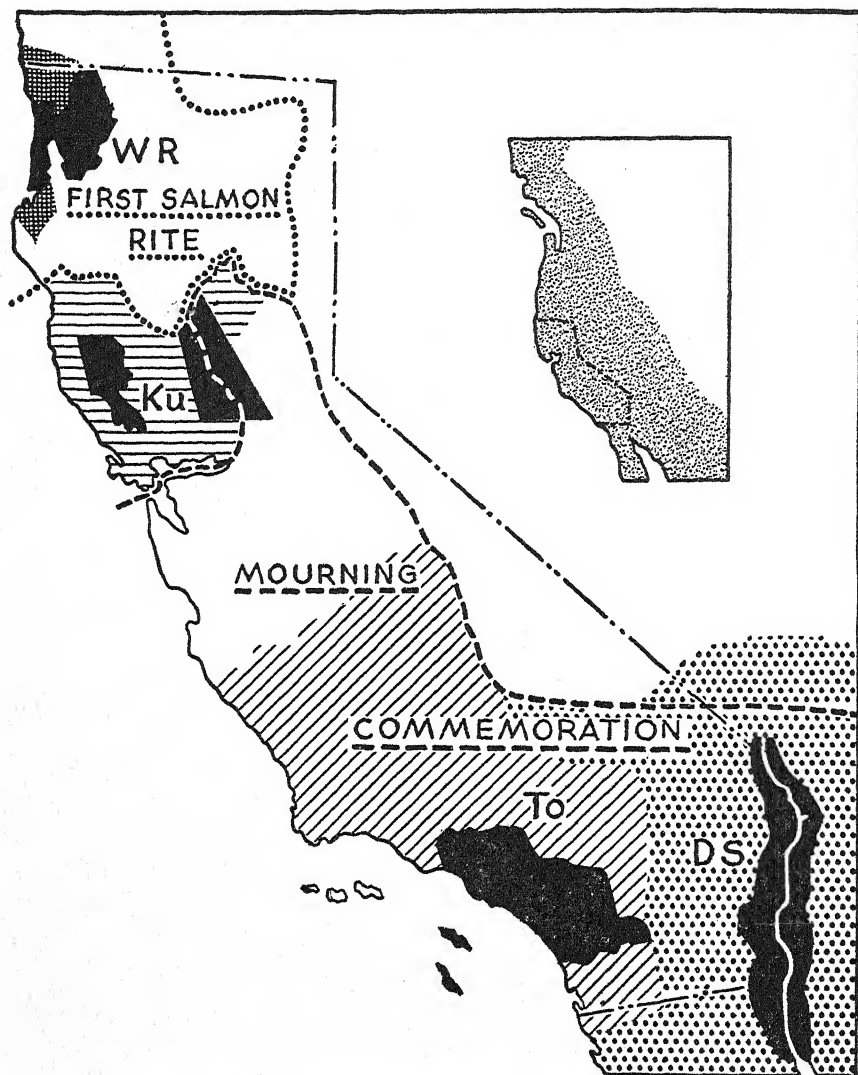 WR
FIRST SALMON
RITE
Ku
MOURNING
COMMEMORATION
To
DS